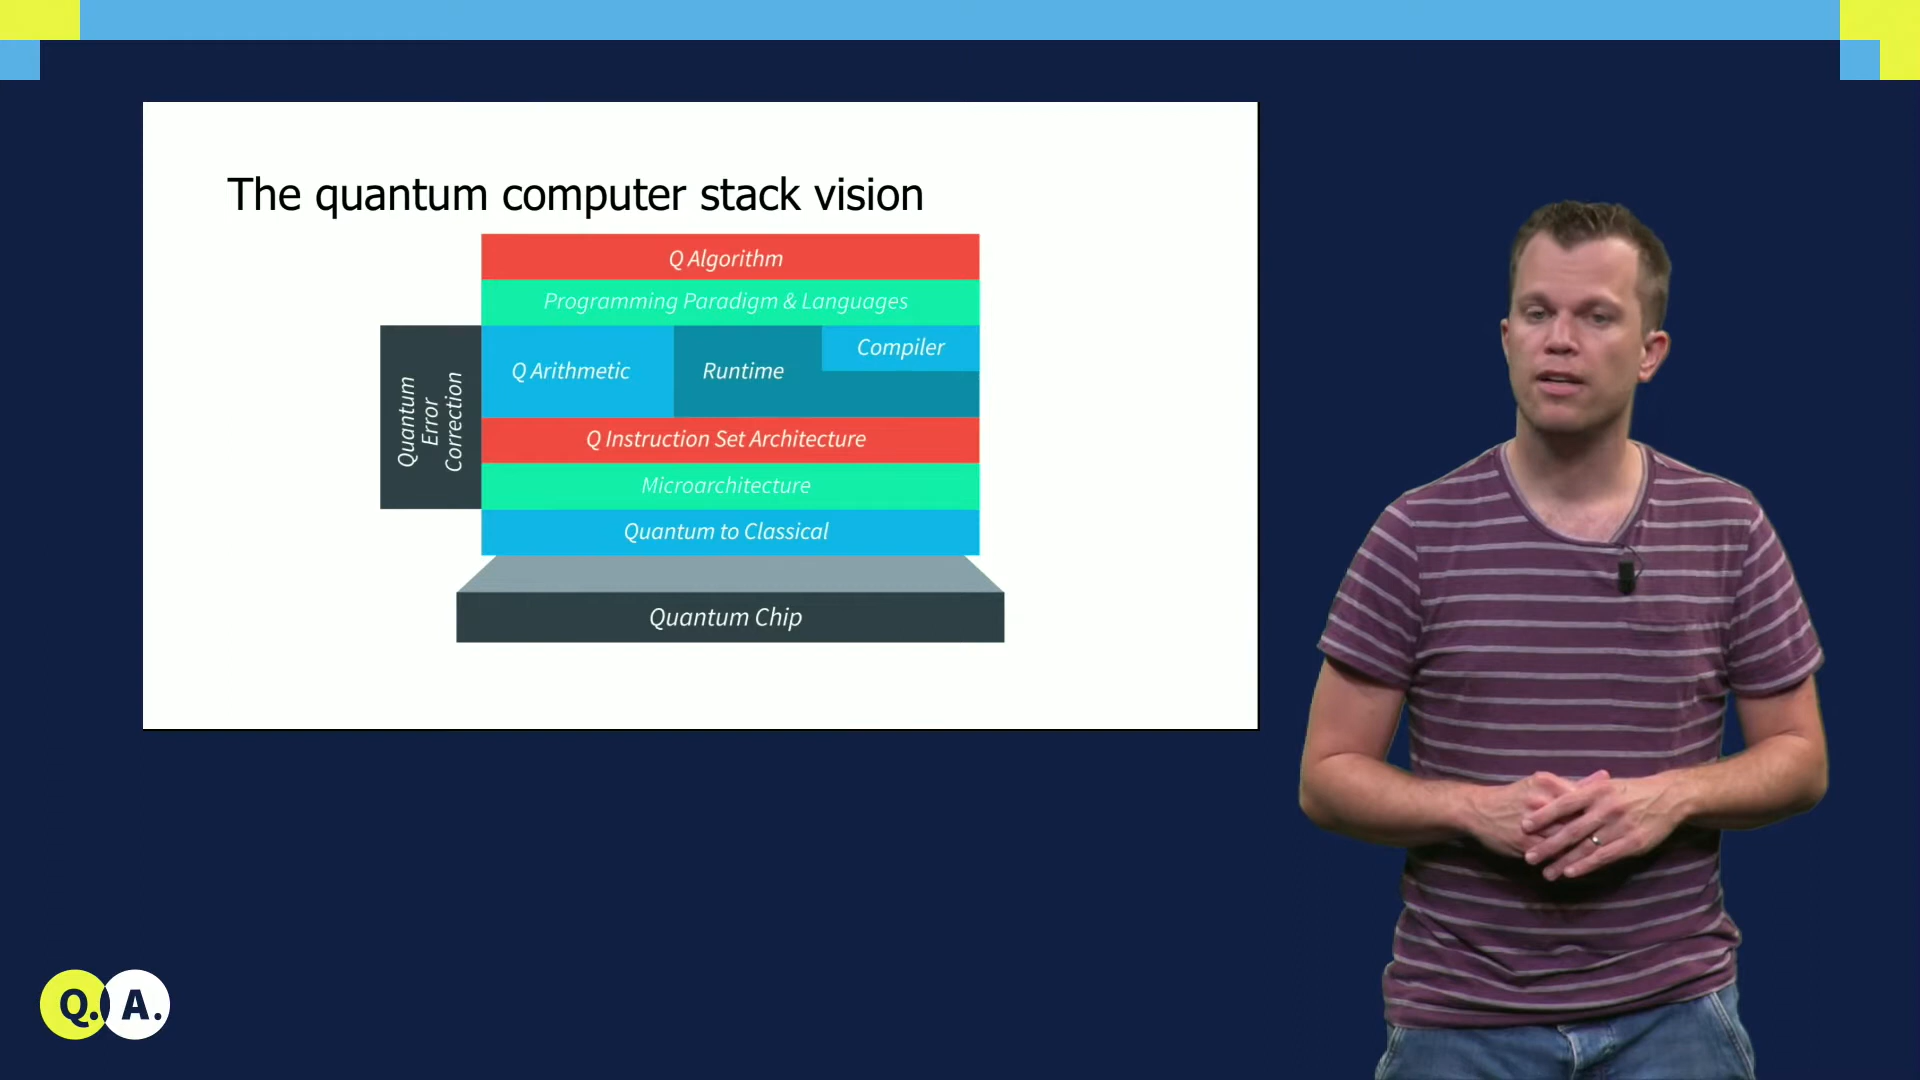 The quantum computer stack vision
Q Algorithm
Programming Paradigm & Languages
Quantum
Error
Correction
Q Arithmetic
Runtime
Compiler
Q Instruction Set Architecture
Microarchitecture
Quantum to Classical
Quantum Chip
Q. A.